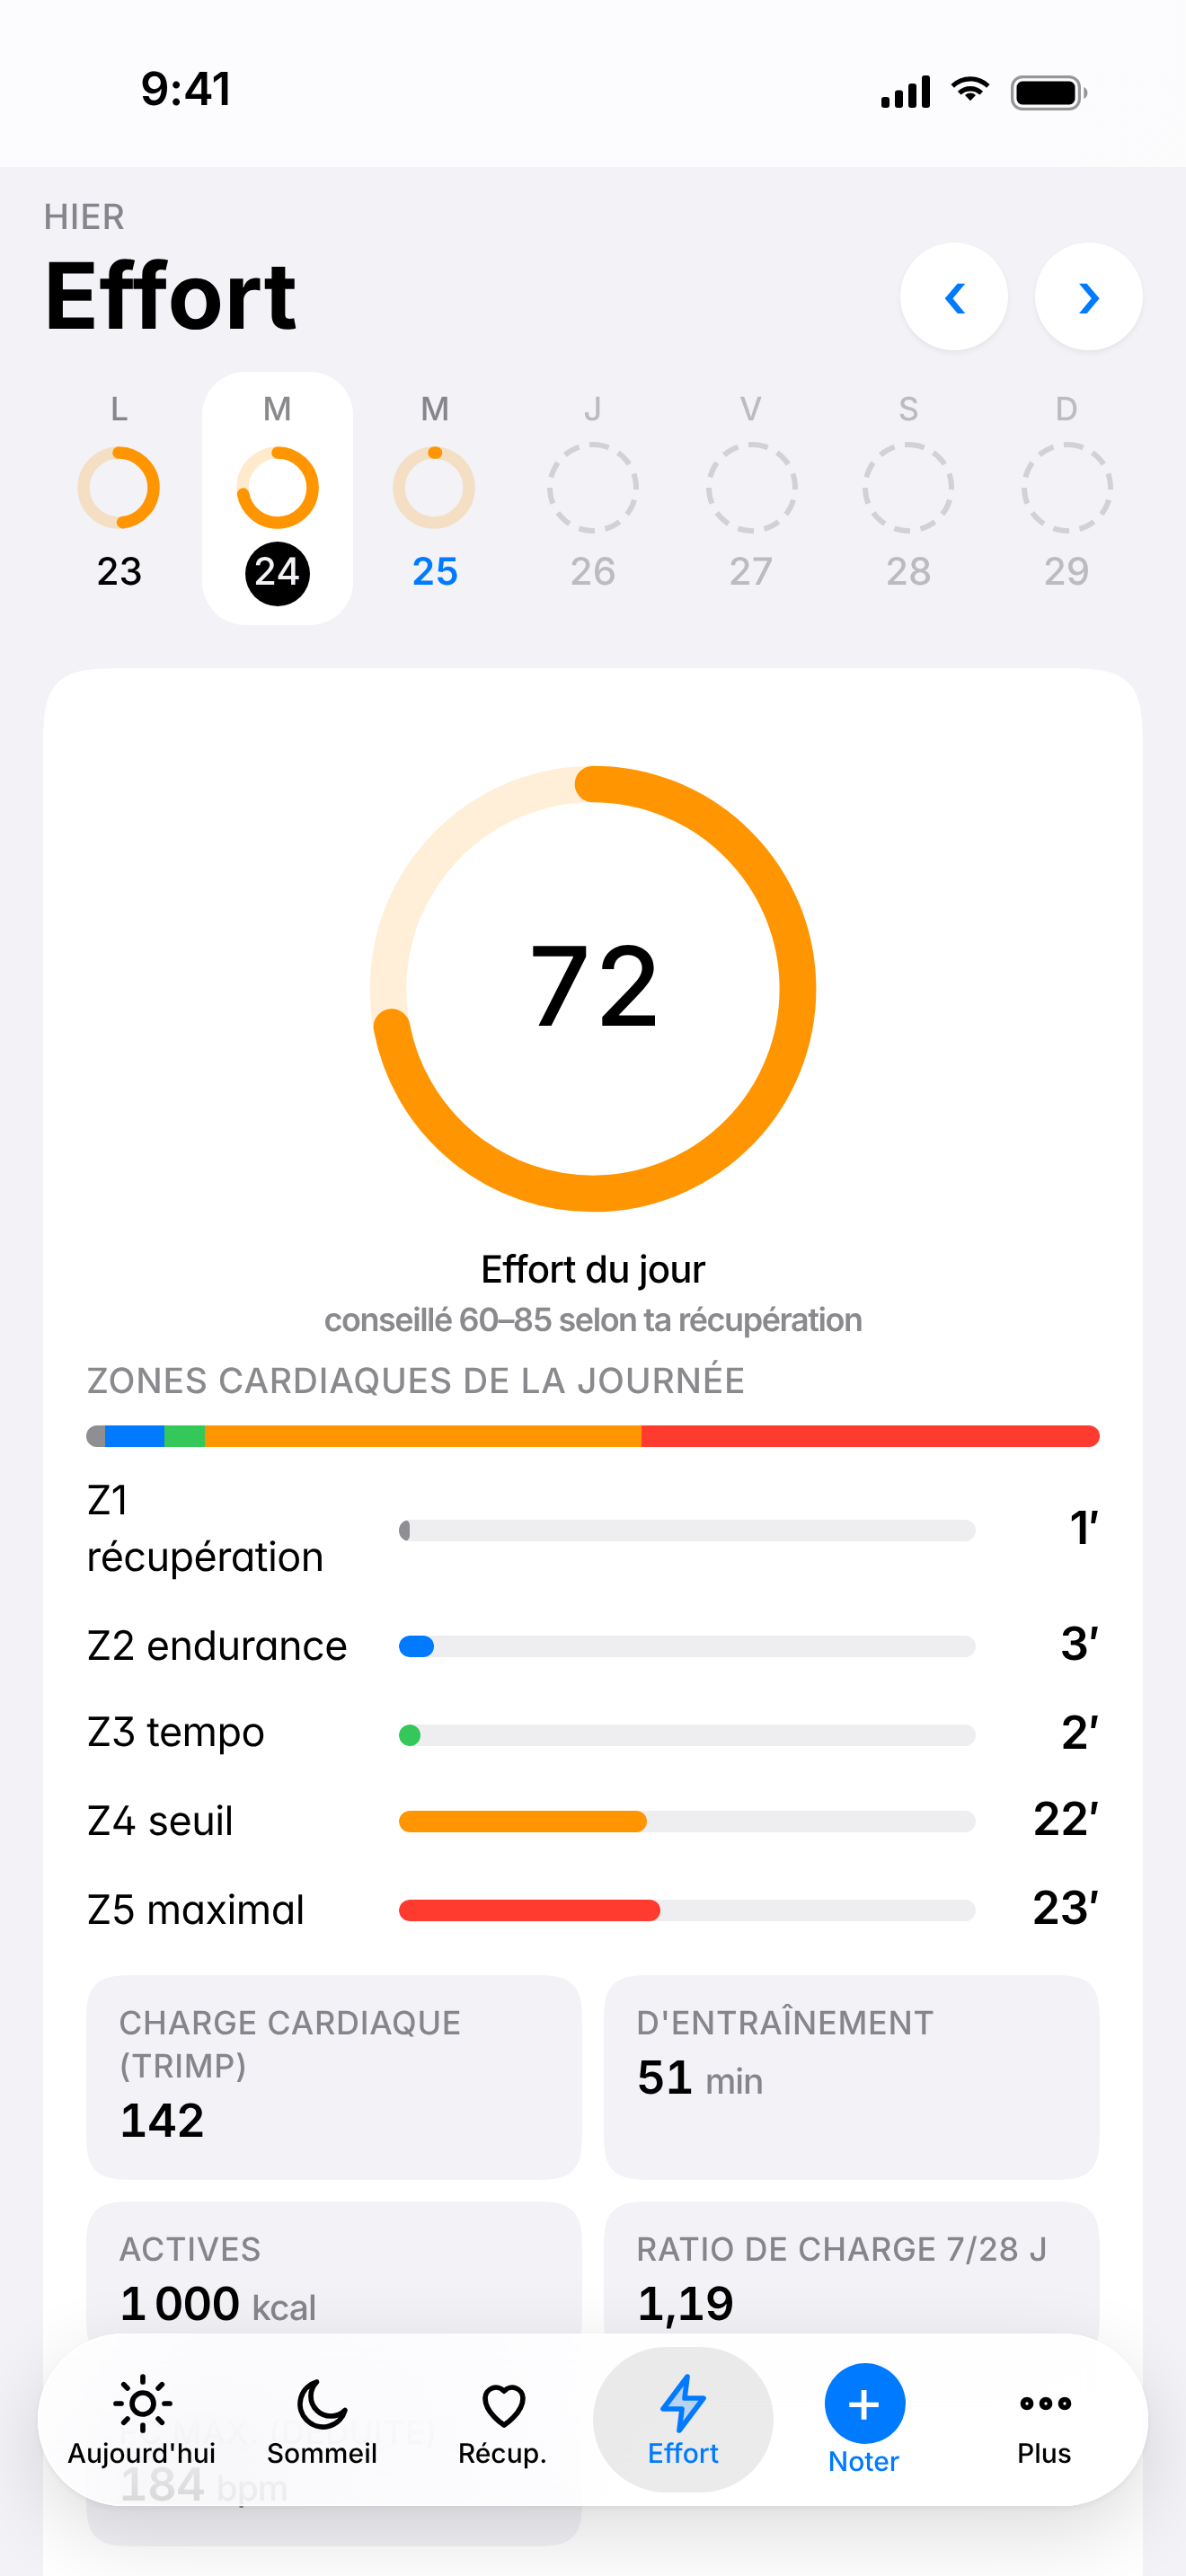 9:41
HIER
Effort
L M M J V S D
23 24 25 26 27 28 29
72
Effort du jour
conseillé 60–85 selon ta récupération
ZONES CARDIAQUES DE LA JOURNÉE
Z1
récupération 1′
Z2 endurance 3′
Z3 tempo 2′
Z4 seuil 22′
Z5 maximal 23′
CHARGE CARDIAQUE
(TRIMP)
142
D'ENTRAÎNEMENT
51 min
ACTIVES
1 000 kcal
RATIO DE CHARGE 7/28 J
1,19
MAX. (DÉDUITE)
184 bpm
Aujourd'hui Sommeil Récup. Effort Noter Plus